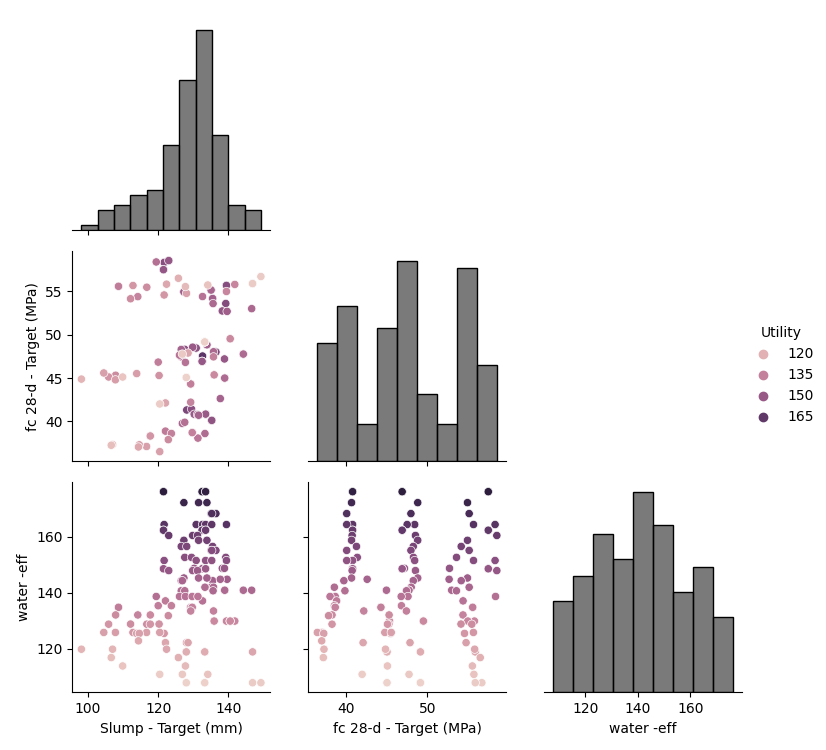 55
50
45
40
fc 28-d - Target (MPa)
Utility
120
135
150
165
160
140
120
water -eff
100 120 140
40 50
120 140 160
Slump - Target (mm)
fc 28-d - Target (MPa)
water -eff